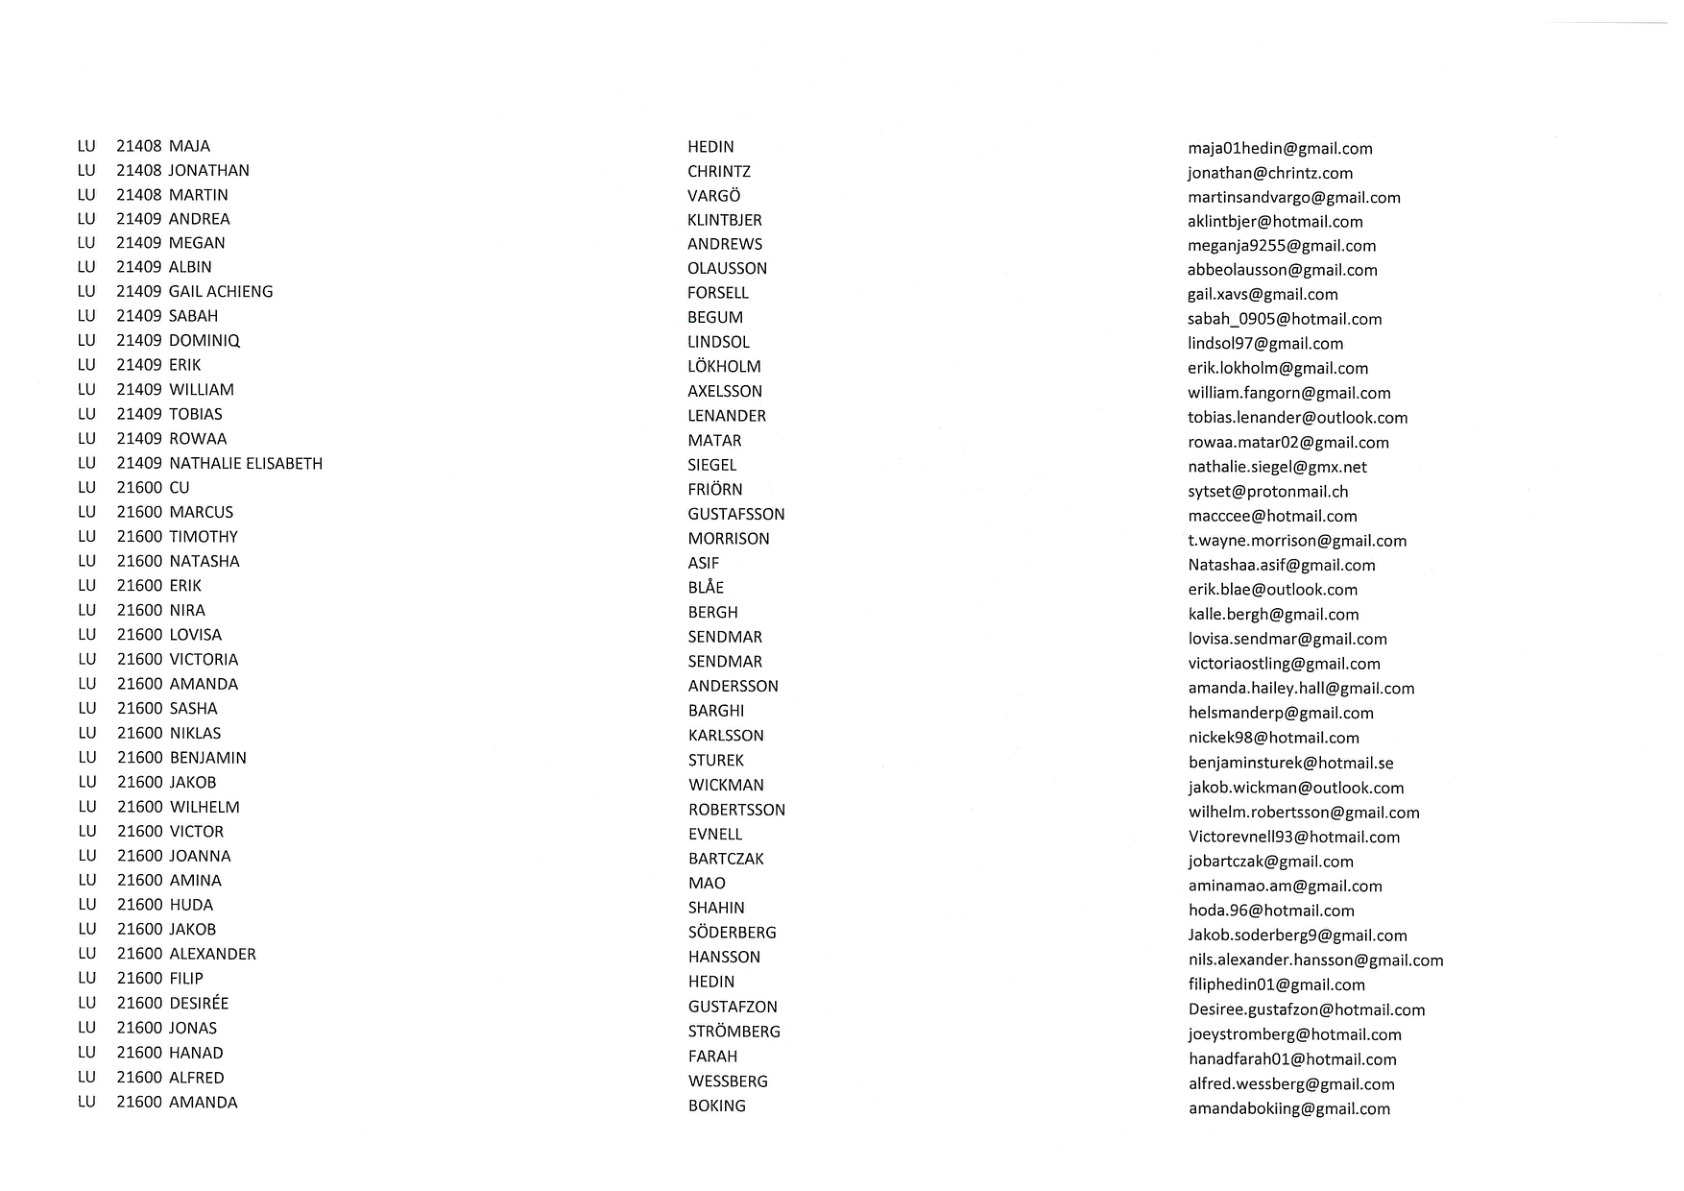 LU 21408 MAJA HEDIN maja01hedin@gmail.com
LU 21408 JONATHAN CHRINTZ jonathan@chrintz.com
LU 21408 MARTIN VARGÖ martinsandvargo@gmail.com
LU 21409 ANDREA KLINTBJER aklintbjer@hotmail.com
LU 21409 MEGAN ANDREWS meganja9255@gmail.com
LU 21409 ALBIN OLAUSSON abbeolausson@gmail.com
LU 21409 GAIL ACHIENG FORSELL gail.xavs@gmail.com
LU 21409 SABAH BEGUM sabah_0905@hotmail.com
LU 21409 DOMINIQ LINDSOL lindsol97@gmail.com
LU 21409 ERIK LÖKHOLM erik.lokholm@gmail.com
LU 21409 WILLIAM AXELSSON william.fangorn@gmail.com
LU 21409 TOBIAS LENANDER tobias.lenander@outlook.com
LU 21409 ROWAA MATAR rowaa.matar02@gmail.com
LU 21409 NATHALIE ELISABETH SIEGEL nathalie.siegel@gmx.net
LU 21600 CU FRIÖRN sytset@protonmail.ch
LU 21600 MARCUS GUSTAFSSON macccee@hotmail.com
LU 21600 TIMOTHY MORRISON t.wayne.morrison@gmail.com
LU 21600 NATASHA ASIF Natashaa.asif@gmail.com
LU 21600 ERIK BLÅE erik.blae@outlook.com
LU 21600 NIRA BERGH kalle.bergh@gmail.com
LU 21600 LOVISA SENDMAR lovisa.sendmar@gmail.com
LU 21600 VICTORIA SENDMAR victoriaostling@gmail.com
LU 21600 AMANDA ANDERSSON amanda.hailey.hall@gmail.com
LU 21600 SASHA BARGHI helsmanderp@gmail.com
LU 21600 NIKLAS KARLSSON nickek98@hotmail.com
LU 21600 BENJAMIN STUREK benjaminsturek@hotmail.se
LU 21600 JAKOB WICKMAN jakob.wickman@outlook.com
LU 21600 WILHELM ROBERTSSON wilhelm.robertsson@gmail.com
LU 21600 VICTOR EVNELL Victorevnell93@hotmail.com
LU 21600 JOANNA BARTCZAK jobartczak@gmail.com
LU 21600 AMINA MAO aminamao.am@gmail.com
LU 21600 HUDA SHAHIN hoda.96@hotmail.com
LU 21600 JAKOB SÖDERBERG Jakob.soderberg9@gmail.com
LU 21600 ALEXANDER HANSSON nils.alexander.hansson@gmail.com
LU 21600 FILIP HEDIN filiphedin01@gmail.com
LU 21600 DESIRÉE GUSTAFZON Desiree.gustafzon@hotmail.com
LU 21600 JONAS STRÖMBERG joeystromberg@hotmail.com
LU 21600 HANAD FARAH hanadfarah01@hotmail.com
LU 21600 ALFRED WESSBERG alfred.wessberg@gmail.com
LU 21600 AMANDA BOKING amandabokiing@gmail.com